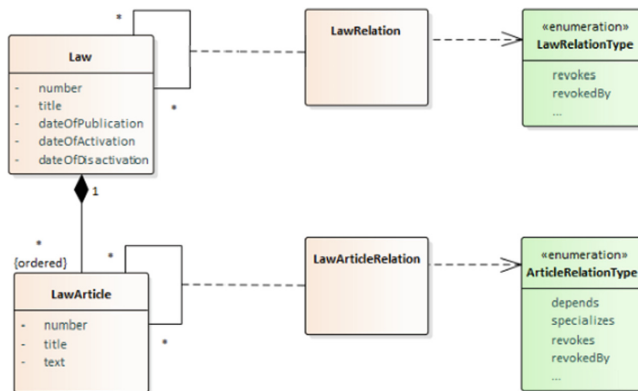 *
Law
- number
- title
- dateOfPublication
- dateOfActivation
- dateOfDisactivation
*
LawRelation
«enumeration»
LawRelationType
revokes
revokedBy
...
1
*
{ordered}
*
LawArticle
- number
- title
- text
*
LawArticleRelation
«enumeration»
ArticleRelationType
depends
specializes
revokes
revokedBy
...